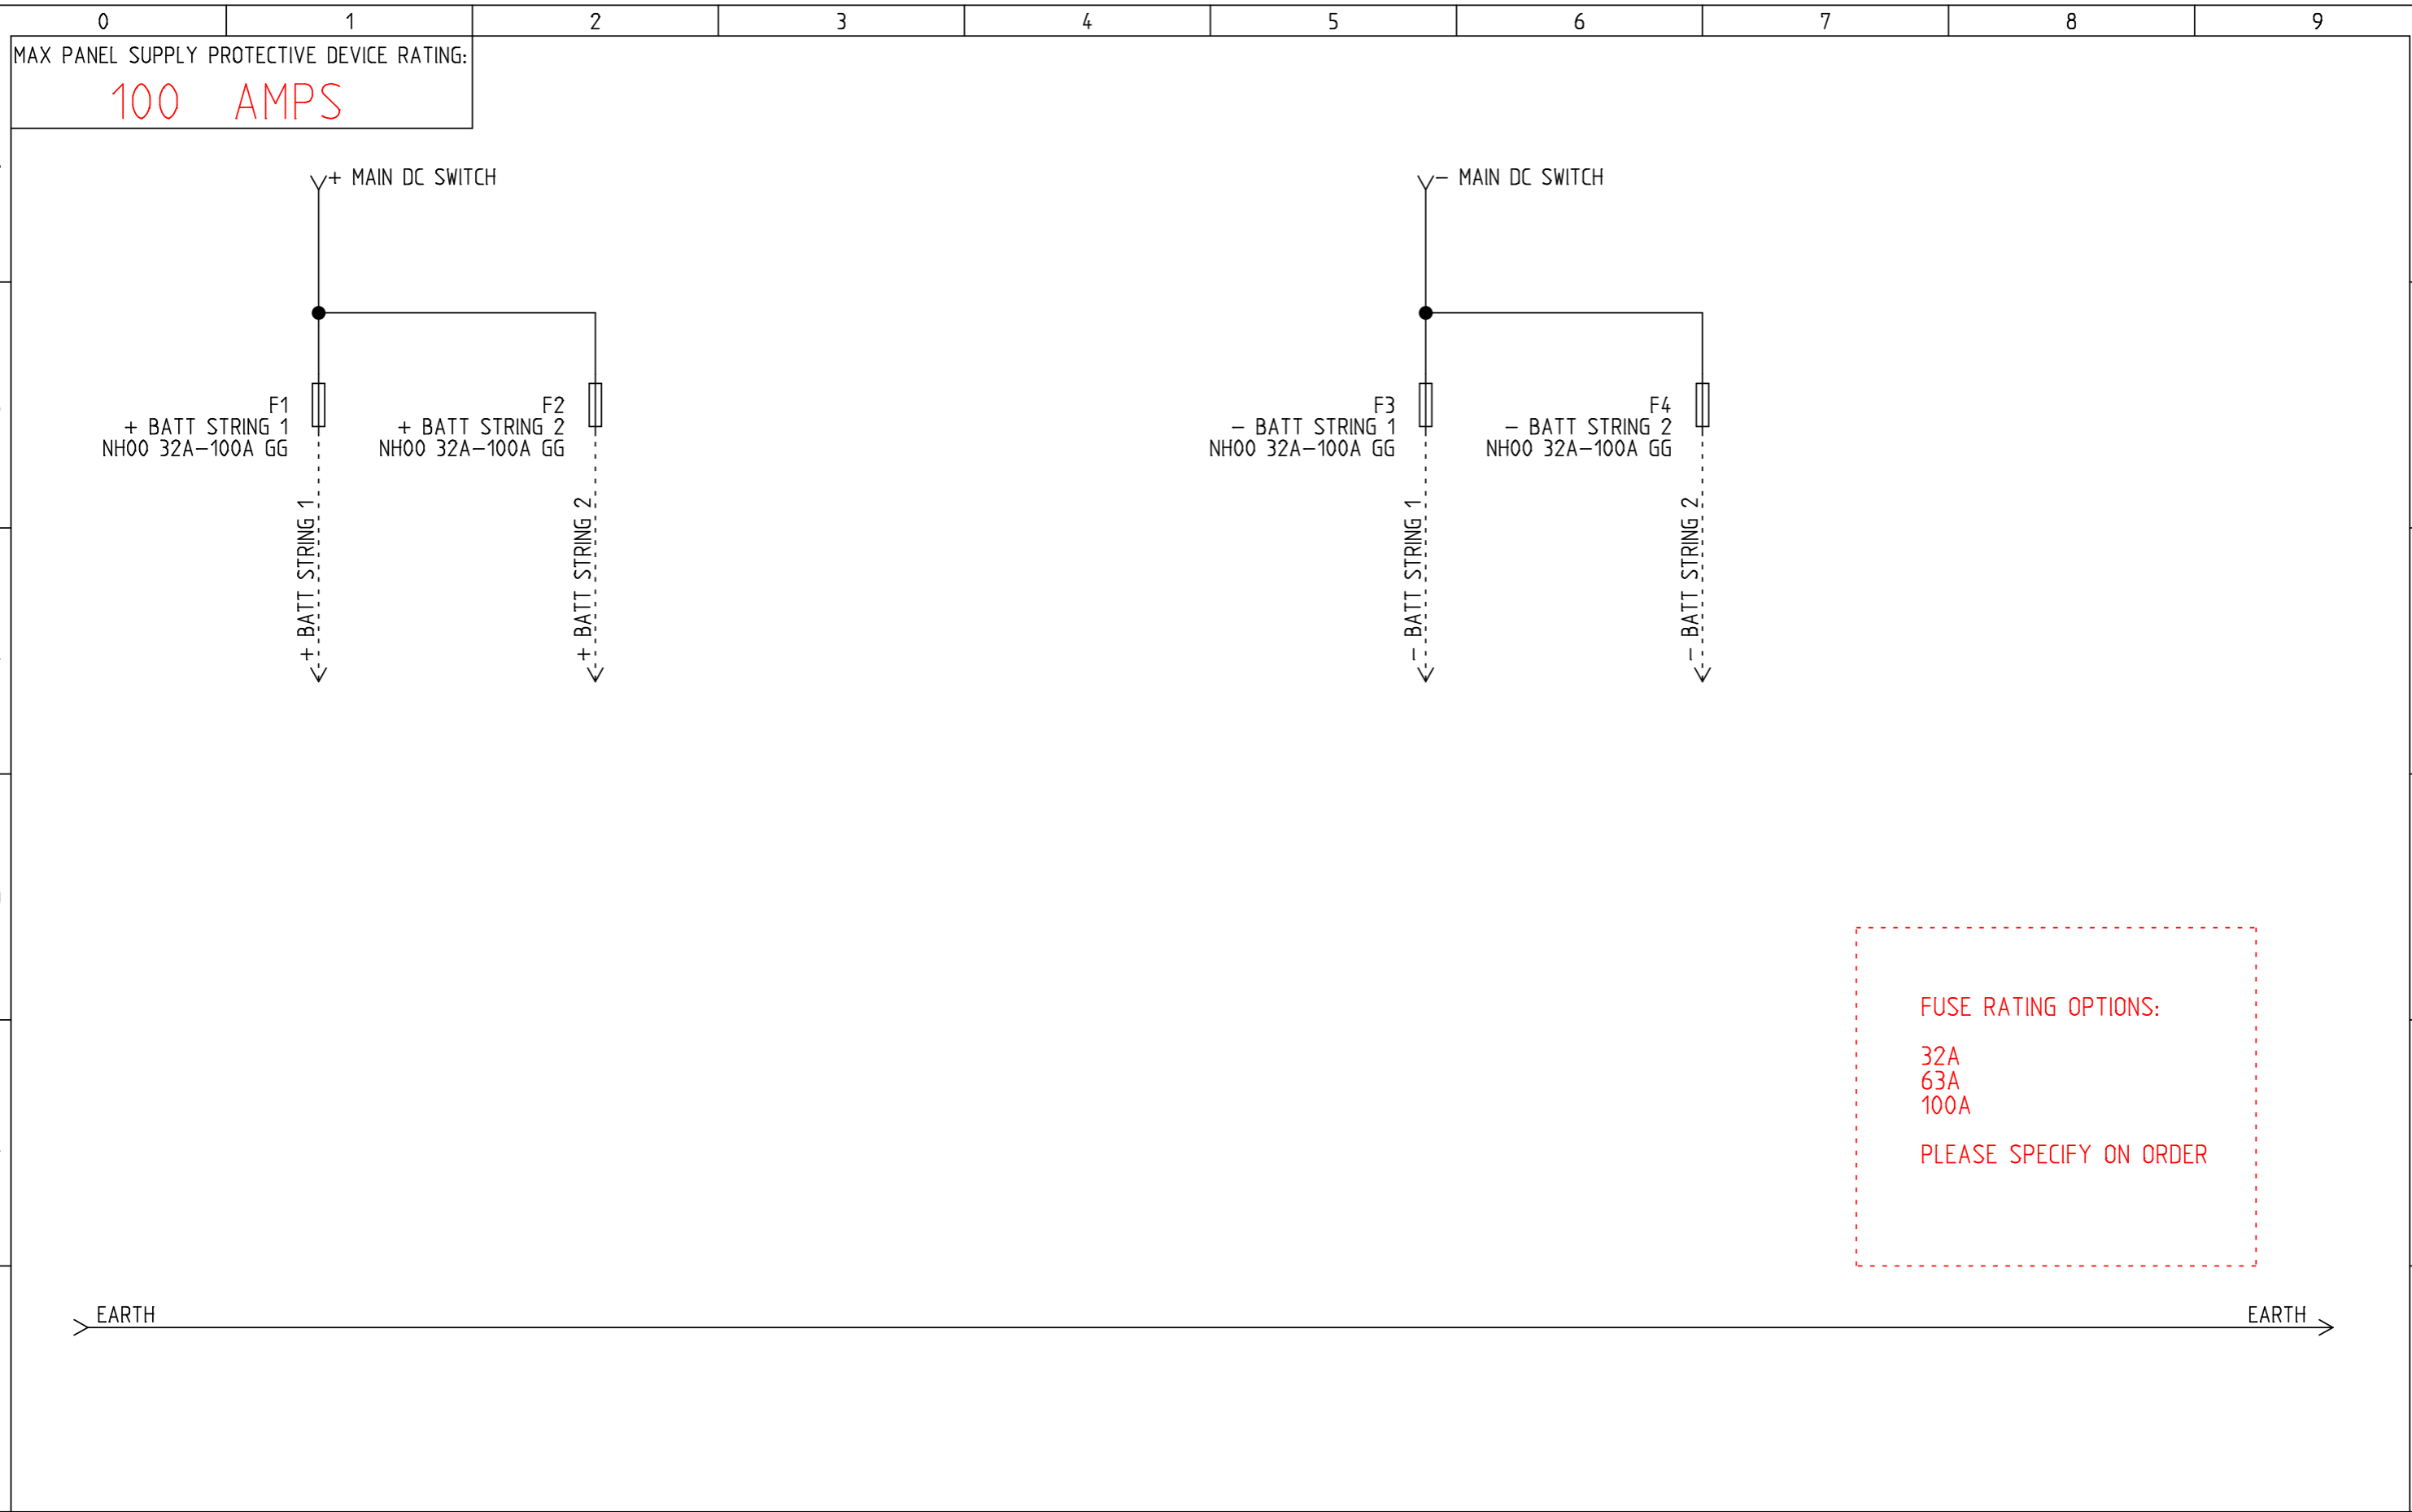 0 1 2 3 4 5 6 7 8 9
MAX PANEL SUPPLY PROTECTIVE DEVICE RATING:
100 AMPS
+ MAIN DC SWITCH
- MAIN DC SWITCH
F1
+ BATT STRING 1
NH00 32A-100A GG
F2
+ BATT STRING 2
NH00 32A-100A GG
F3
- BATT STRING 1
NH00 32A-100A GG
F4
- BATT STRING 2
NH00 32A-100A GG
+ BATT STRING 1
+ BATT STRING 2
- BATT STRING 1
- BATT STRING 2
FUSE RATING OPTIONS:
32A
63A
100A
PLEASE SPECIFY ON ORDER
EARTH
EARTH